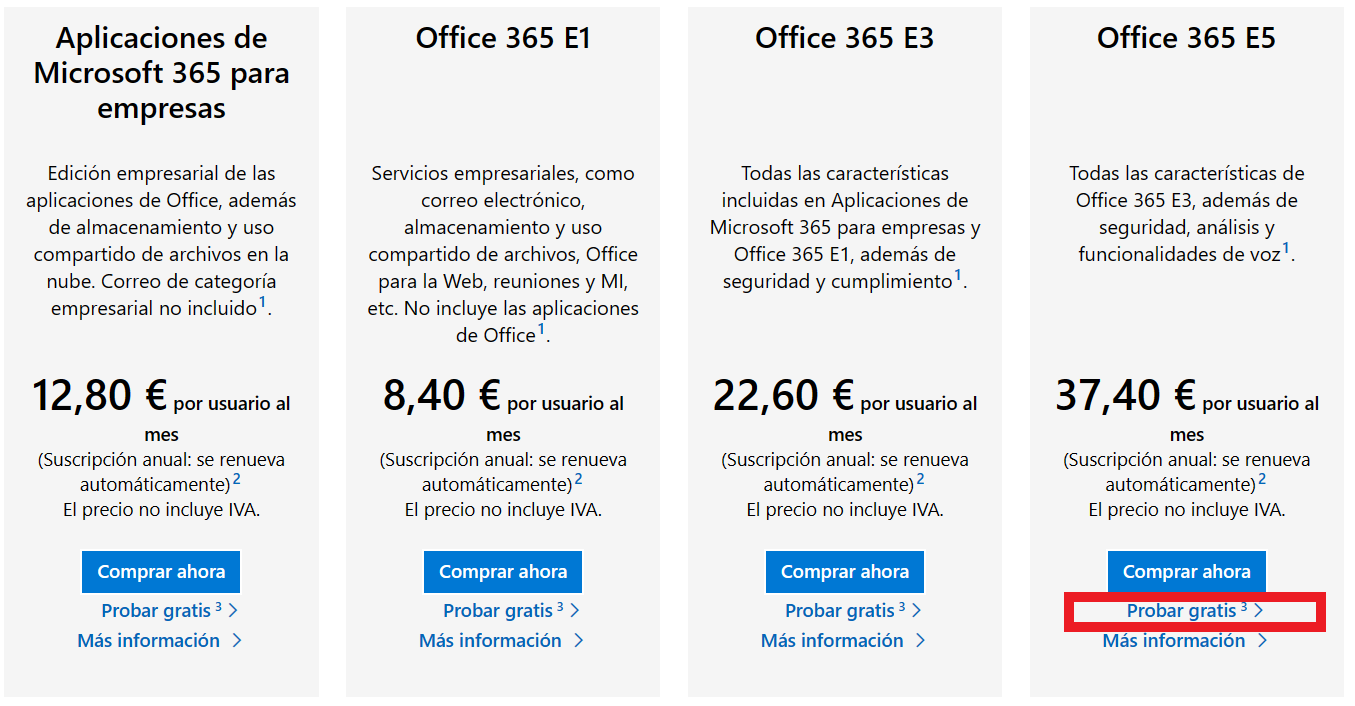 Aplicaciones de
Microsoft 365 para
empresas
Edición empresarial de las
aplicaciones de Office, además
de almacenamiento y uso
compartido de archivos en la
nube. Correo de categoría
empresarial no incluido1.
12,80 € por usuario al
mes
(Suscripción anual: se renueva
automáticamente)2
El precio no incluye IVA.
Comprar ahora
Probar gratis 3 >
Más información >
Office 365 E1
Servicios empresariales, como
correo electrónico,
almacenamiento y uso
compartido de archivos, Office
para la Web, reuniones y MI,
etc. No incluye las aplicaciones
de Office1.
8,40 € por usuario al
mes
(Suscripción anual: se renueva
automáticamente)2
El precio no incluye IVA.
Comprar ahora
Probar gratis 3 >
Más información >
Office 365 E3
Todas las características
incluidas en Aplicaciones de
Microsoft 365 para empresas y
Office 365 E1, además de
seguridad y cumplimiento1.
22,60 € por usuario al
mes
(Suscripción anual: se renueva
automáticamente)2
El precio no incluye IVA.
Comprar ahora
Probar gratis 3 >
Más información >
Office 365 E5
Todas las características de
Office 365 E3, además de
seguridad, análisis y
funcionalidades de voz1.
37,40 € por usuario al
mes
(Suscripción anual: se renueva
automáticamente)2
El precio no incluye IVA.
Comprar ahora
Probar gratis 3 >
Más información >